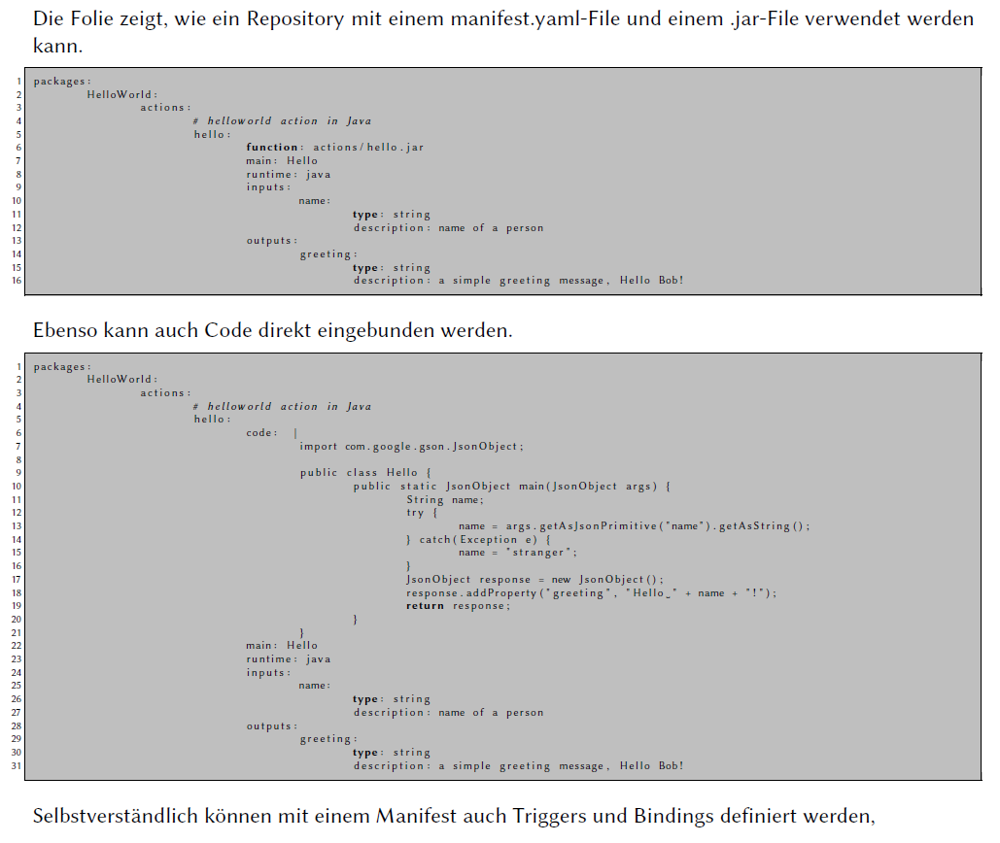 Die Folie zeigt, wie ein Repository mit einem manifest.yaml-File und einem .jar-File verwendet werden
kann.
1 packages:
2 HelloWorld:
3 actions:
4 # helloworld action in Java
5 hello:
6 function: actions/hello.jar
7 main: Hello
8 runtime: java
9 inputs:
10 name:
11 type: string
12 description: name of a person
13 outputs:
14 greeting:
15 type: string
16 description: a simple greeting message, Hello Bob!
Ebenso kann auch Code direkt eingebunden werden.
1 packages:
2 HelloWorld:
3 actions:
4 # helloworld action in Java
5 hello:
6 code: |
7 import com.google.gson.JsonObject;
8
9 public class Hello {
10 public static JsonObject main(JsonObject args) {
11 String name;
12 try {
13 name = args.getAsJsonPrimitive("name").getAsString();
14 } catch(Exception e) {
15 name = "stranger";
16 }
17 JsonObject response = new JsonObject();
18 response.addProperty("greeting", "Hello␣" + name + "!");
19 return response;
20 }
21 }
22 main: Hello
23 runtime: java
24 inputs:
25 name:
26 type: string
27 description: name of a person
28 outputs:
29 greeting:
30 type: string
31 description: a simple greeting message, Hello Bob!
Selbstverständlich können mit einem Manifest auch Triggers und Bindings definiert werden,